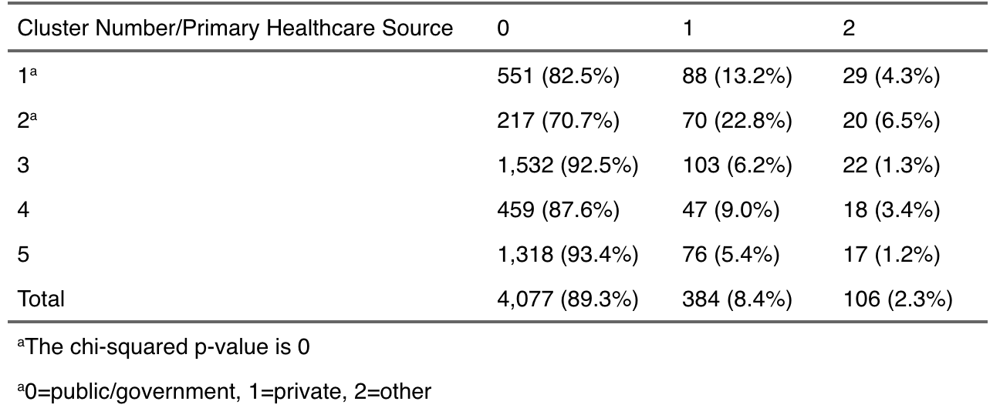 Cluster Number/Primary Healthcare Source 0 1 2
1ᵃ 551 (82.5%) 88 (13.2%) 29 (4.3%)
2ᵃ 217 (70.7%) 70 (22.8%) 20 (6.5%)
3 1,532 (92.5%) 103 (6.2%) 22 (1.3%)
4 459 (87.6%) 47 (9.0%) 18 (3.4%)
5 1,318 (93.4%) 76 (5.4%) 17 (1.2%)
Total 4,077 (89.3%) 384 (8.4%) 106 (2.3%)
ᵃThe chi-squared p-value is 0
ᵃ0=public/government, 1=private, 2=other